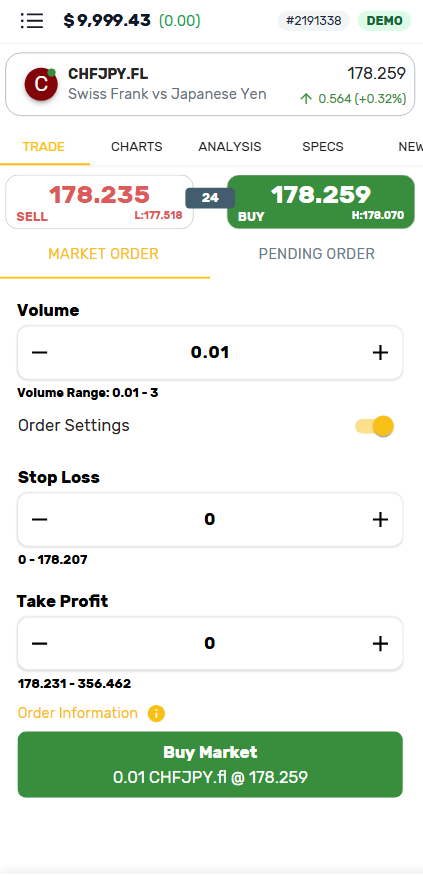 $ 9,999.43 (0.00) #2191338 DEMO
C CHFJPY.FL 178.259
Swiss Frank vs Japanese Yen 0.564 (+0.32%)
TRADE CHARTS ANALYSIS SPECS NEW
178.235 24 178.259
SELL L:177.518 BUY H:178.070
MARKET ORDER PENDING ORDER
Volume
0.01
Volume Range: 0.01 - 3
Order Settings
Stop Loss
0
0 - 178.207
Take Profit
0
178.231 - 356.462
Order Information
Buy Market
0.01 CHFJPY.fl @ 178.259